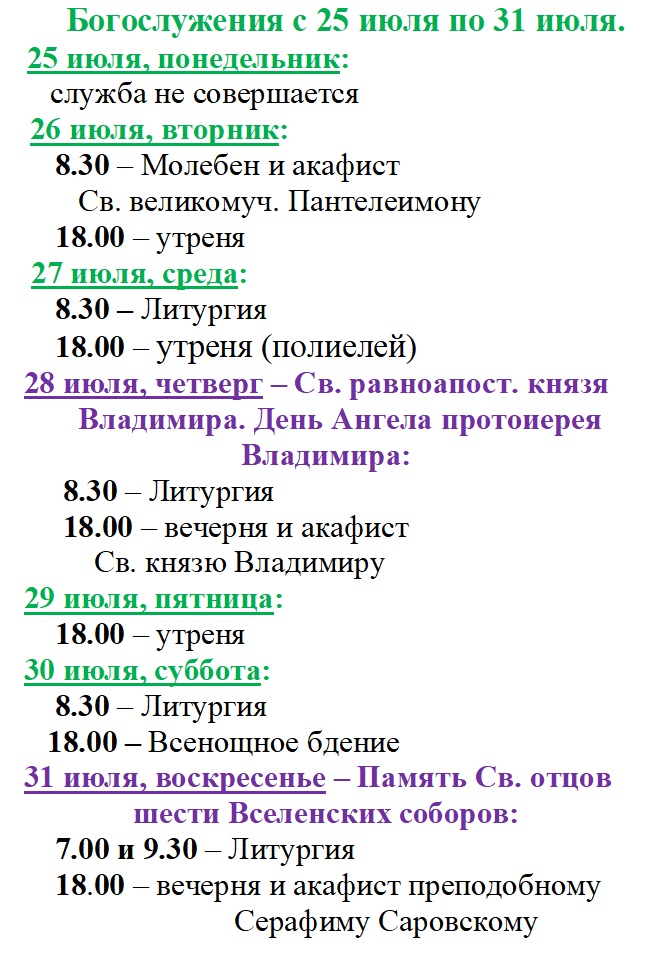 Богослужения с 25 июля по 31 июля.
25 июля, понедельник:
служба не совершается
26 июля, вторник:
8.30 – Молебен и акафист
Св. великомуч. Пантелеимону
18.00 – утреня
27 июля, среда:
8.30 – Литургия
18.00 – утреня (полиелей)
28 июля, четверг – Св. равноапост. князя
Владимира. День Ангела протоиерея
Владимира:
8.30 – Литургия
18.00 – вечерня и акафист
Св. князю Владимиру
29 июля, пятница:
18.00 – утреня
30 июля, суббота:
8.30 – Литургия
18.00 – Всенощное бдение
31 июля, воскресенье – Память Св. отцов
шести Вселенских соборов:
7.00 и 9.30 – Литургия
18.00 – вечерня и акафист преподобному
Серафиму Саровскому